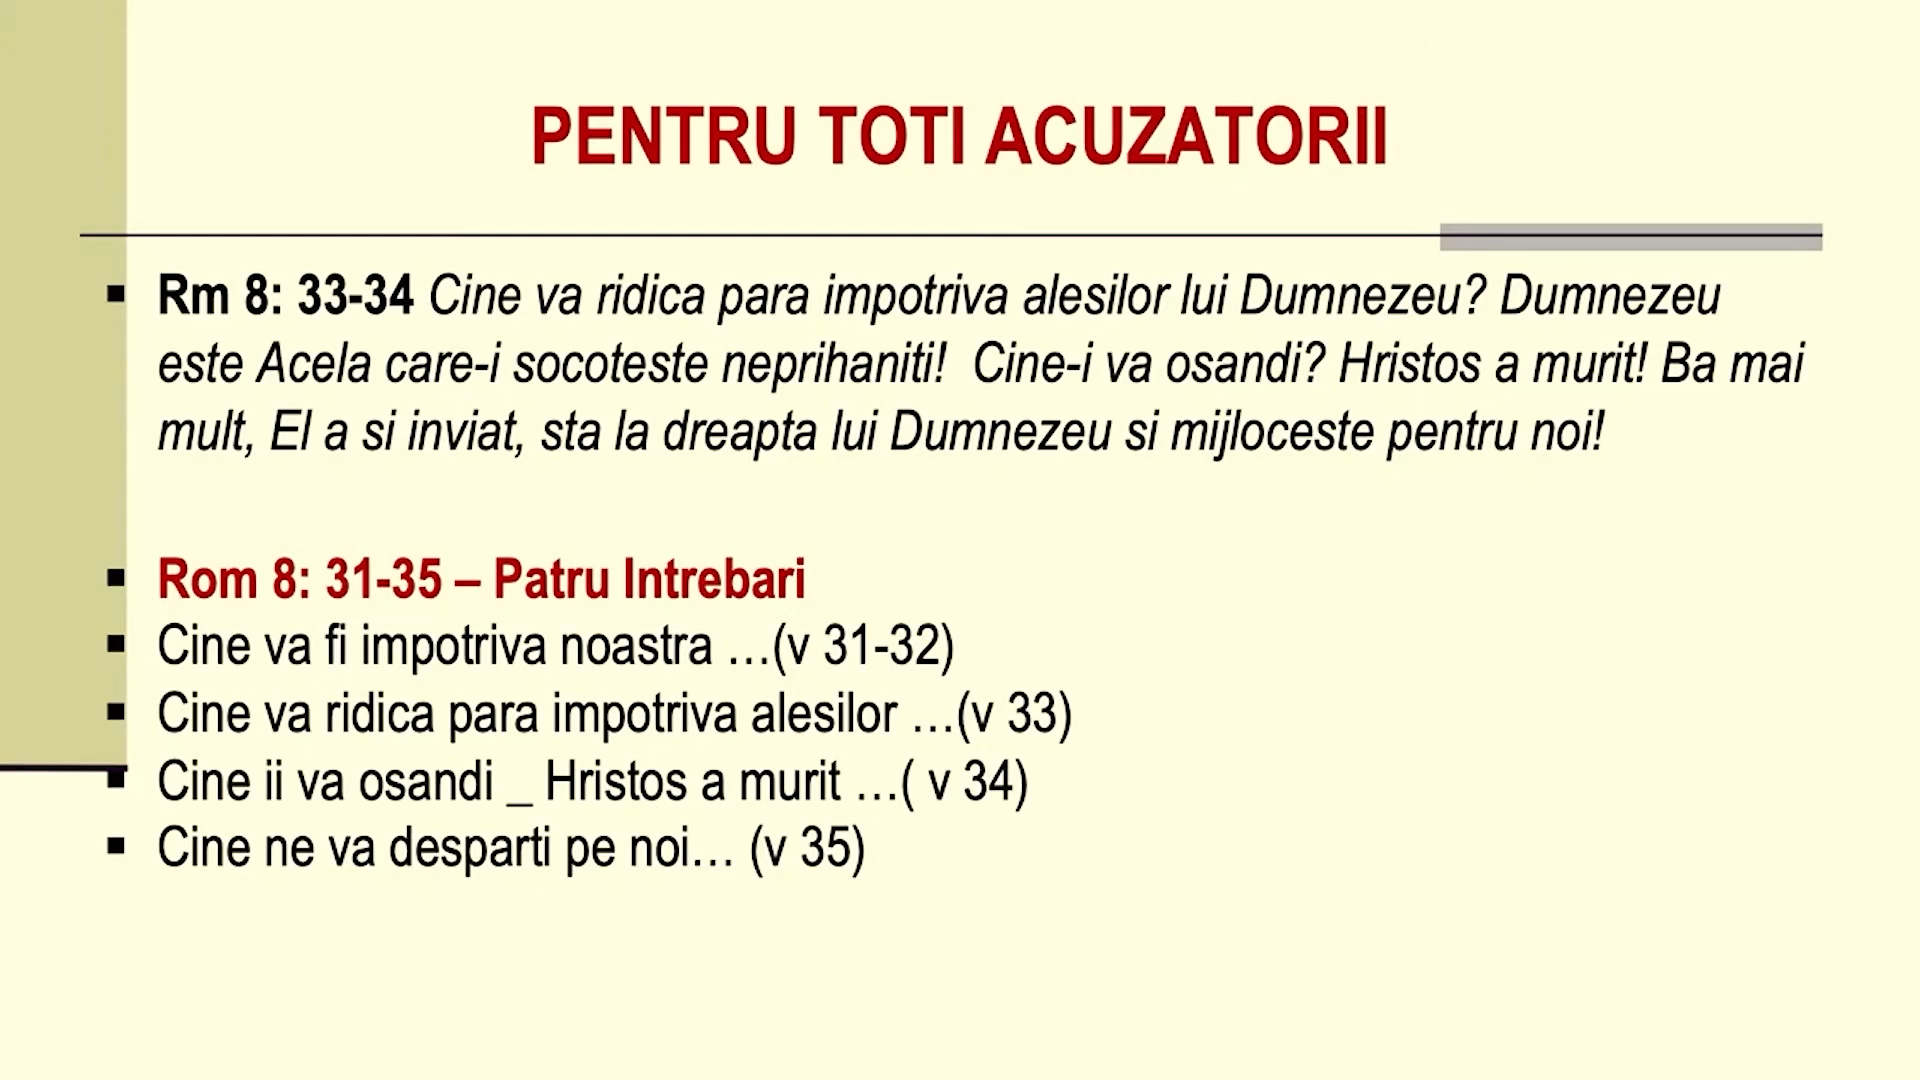 PENTRU TOTI ACUZATORII
▪ Rm 8: 33-34 Cine va ridica para impotriva alesilor lui Dumnezeu? Dumnezeu
este Acela care-i socoteste neprihaniti!  Cine-i va osandi? Hristos a murit! Ba mai
mult, El a si inviat, sta la dreapta lui Dumnezeu si mijloceste pentru noi!
▪ Rom 8: 31-35 – Patru Intrebari
▪ Cine va fi impotriva noastra …(v 31-32)
▪ Cine va ridica para impotriva alesilor …(v 33)
▪ Cine ii va osandi _ Hristos a murit …( v 34)
▪ Cine ne va desparti pe noi… (v 35)